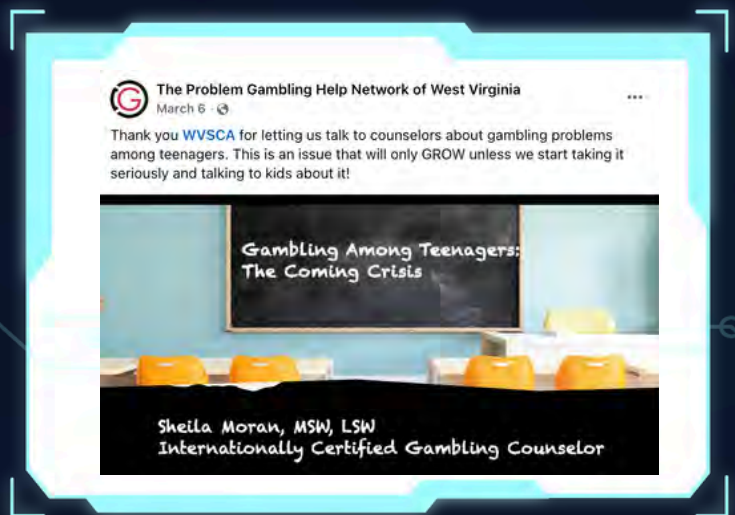 The Problem Gambling Help Network of West Virginia
March 6 ·
Thank you WVSCA for letting us talk to counselors about gambling problems
among teenagers. This is an issue that will only GROW unless we start taking it
seriously and talking to kids about it!
Gambling Among Teenagers:
The Coming Crisis
Sheila Moran, MSW, LSW
Internationally Certified Gambling Counselor